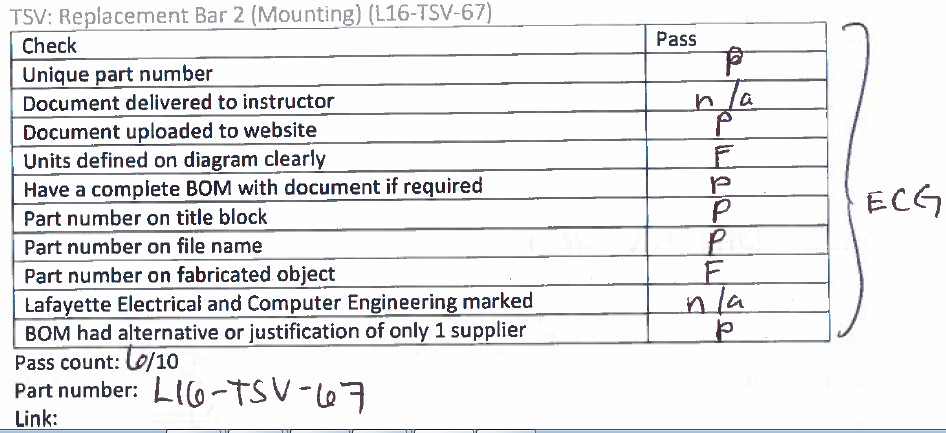 TSV: Replacement Bar 2 (Mounting) (L16-TSV-67)
Check Pass
Unique part number P
Document delivered to instructor n/a
Document uploaded to website P
Units defined on diagram clearly F
Have a complete BOM with document if required P
Part number on title block P
Part number on file name P
Part number on fabricated object F
Lafayette Electrical and Computer Engineering marked n/a
BOM had alternative or justification of only 1 supplier P
ECG
Pass count: 6/10
Part number: L16-TSV-67
Link: